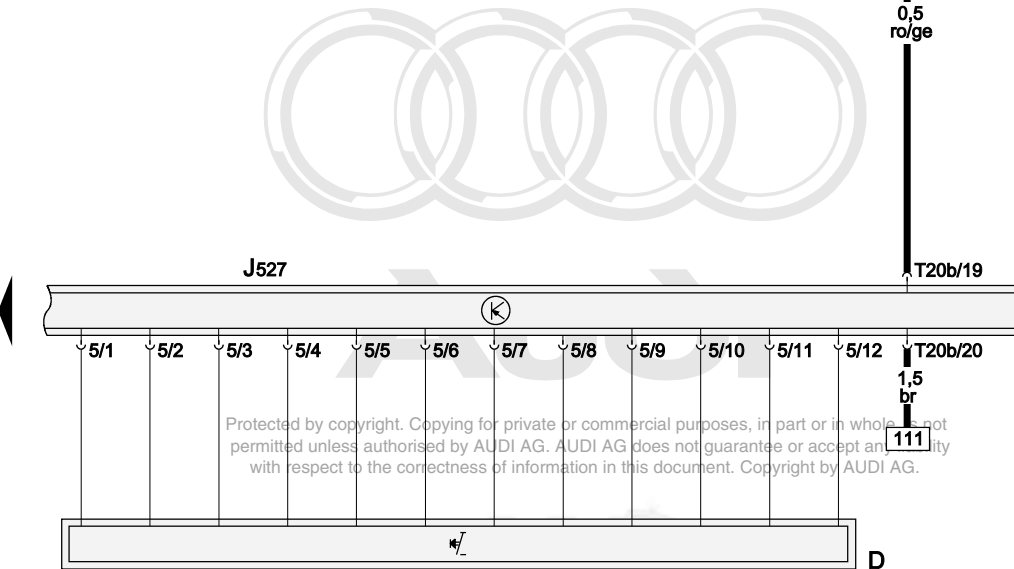 0,5
ro/ge
J527
T20b/19
5/1 5/2 5/3 5/4 5/5 5/6 5/7 5/8 5/9 5/10 5/11 5/12 T20b/20
1,5
br
111
AUDI
Protected by copyright. Copying for private or commercial purposes, in part or in whole, is not
permitted unless authorised by AUDI AG. AUDI AG does not guarantee or accept any liability
with respect to the correctness of information in this document. Copyright by AUDI AG.
D